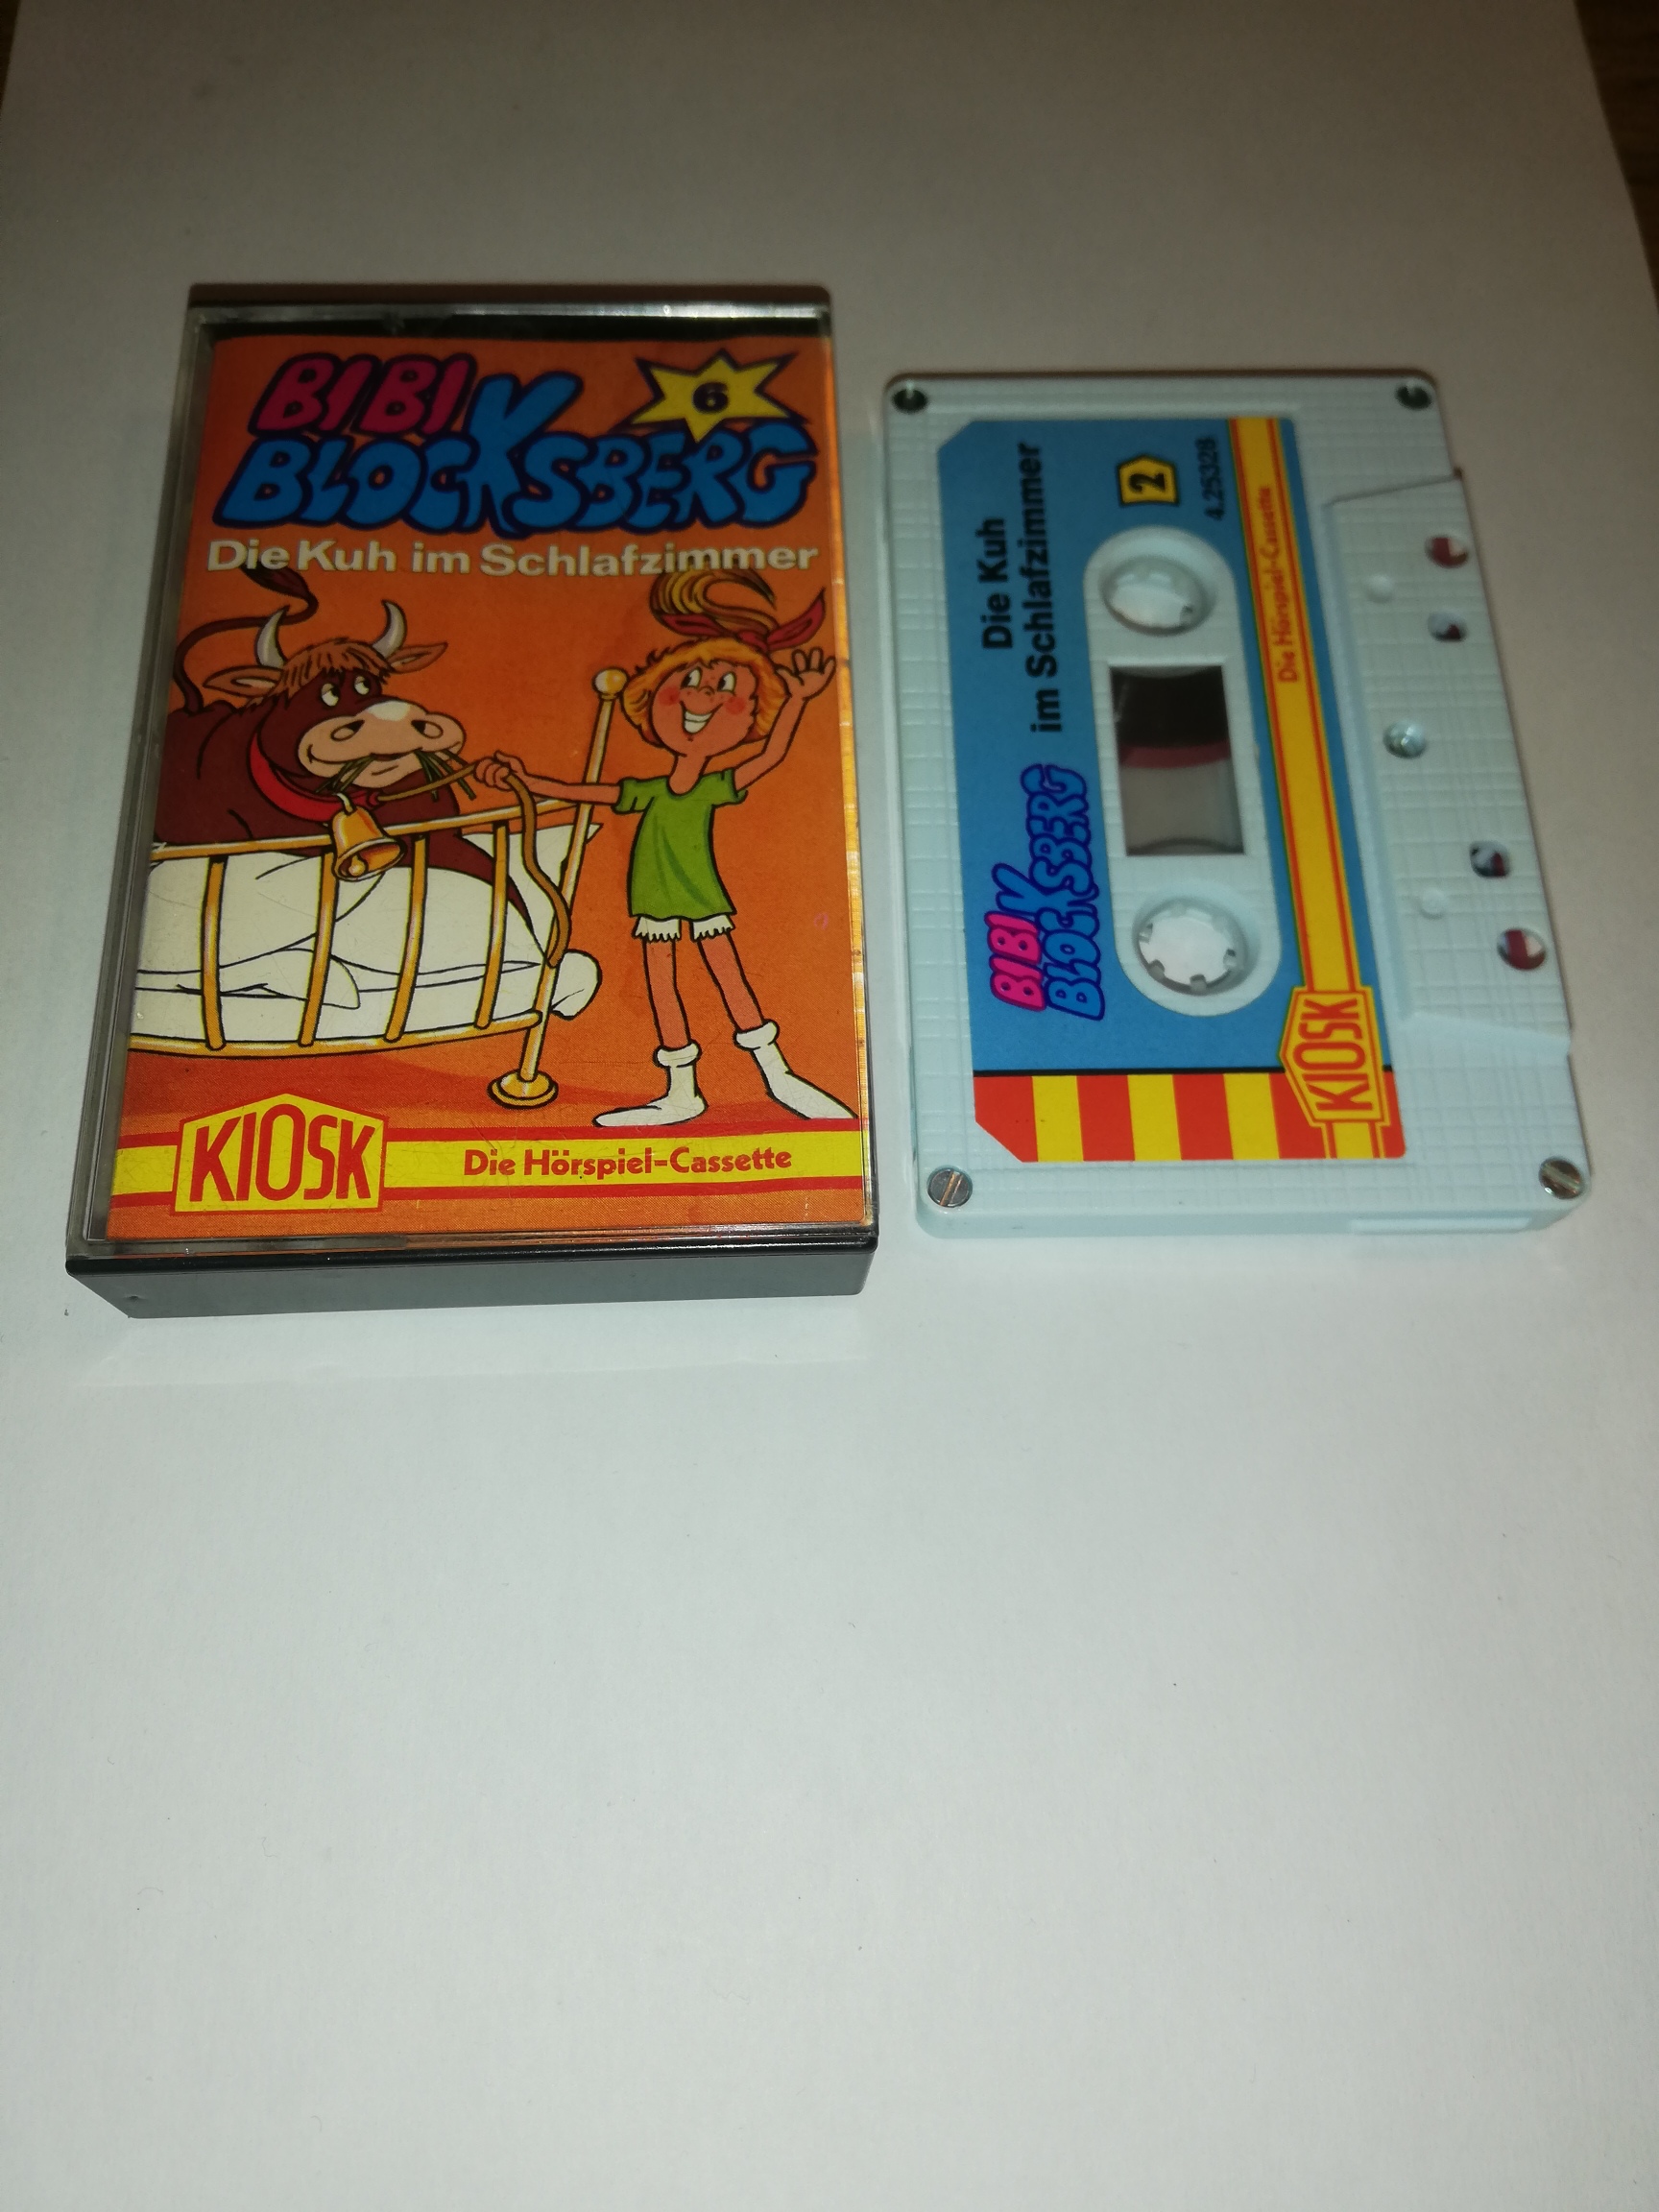 BIBI
BLOCKSBERG
6
Die Kuh im Schlafzimmer
KIOSK
Die Hörspiel-Cassette
BIBI
BLOCKSBERG
Die Kuh
im Schlafzimmer
2
4.25328
KIOSK
Die Hörspiel-Cassette